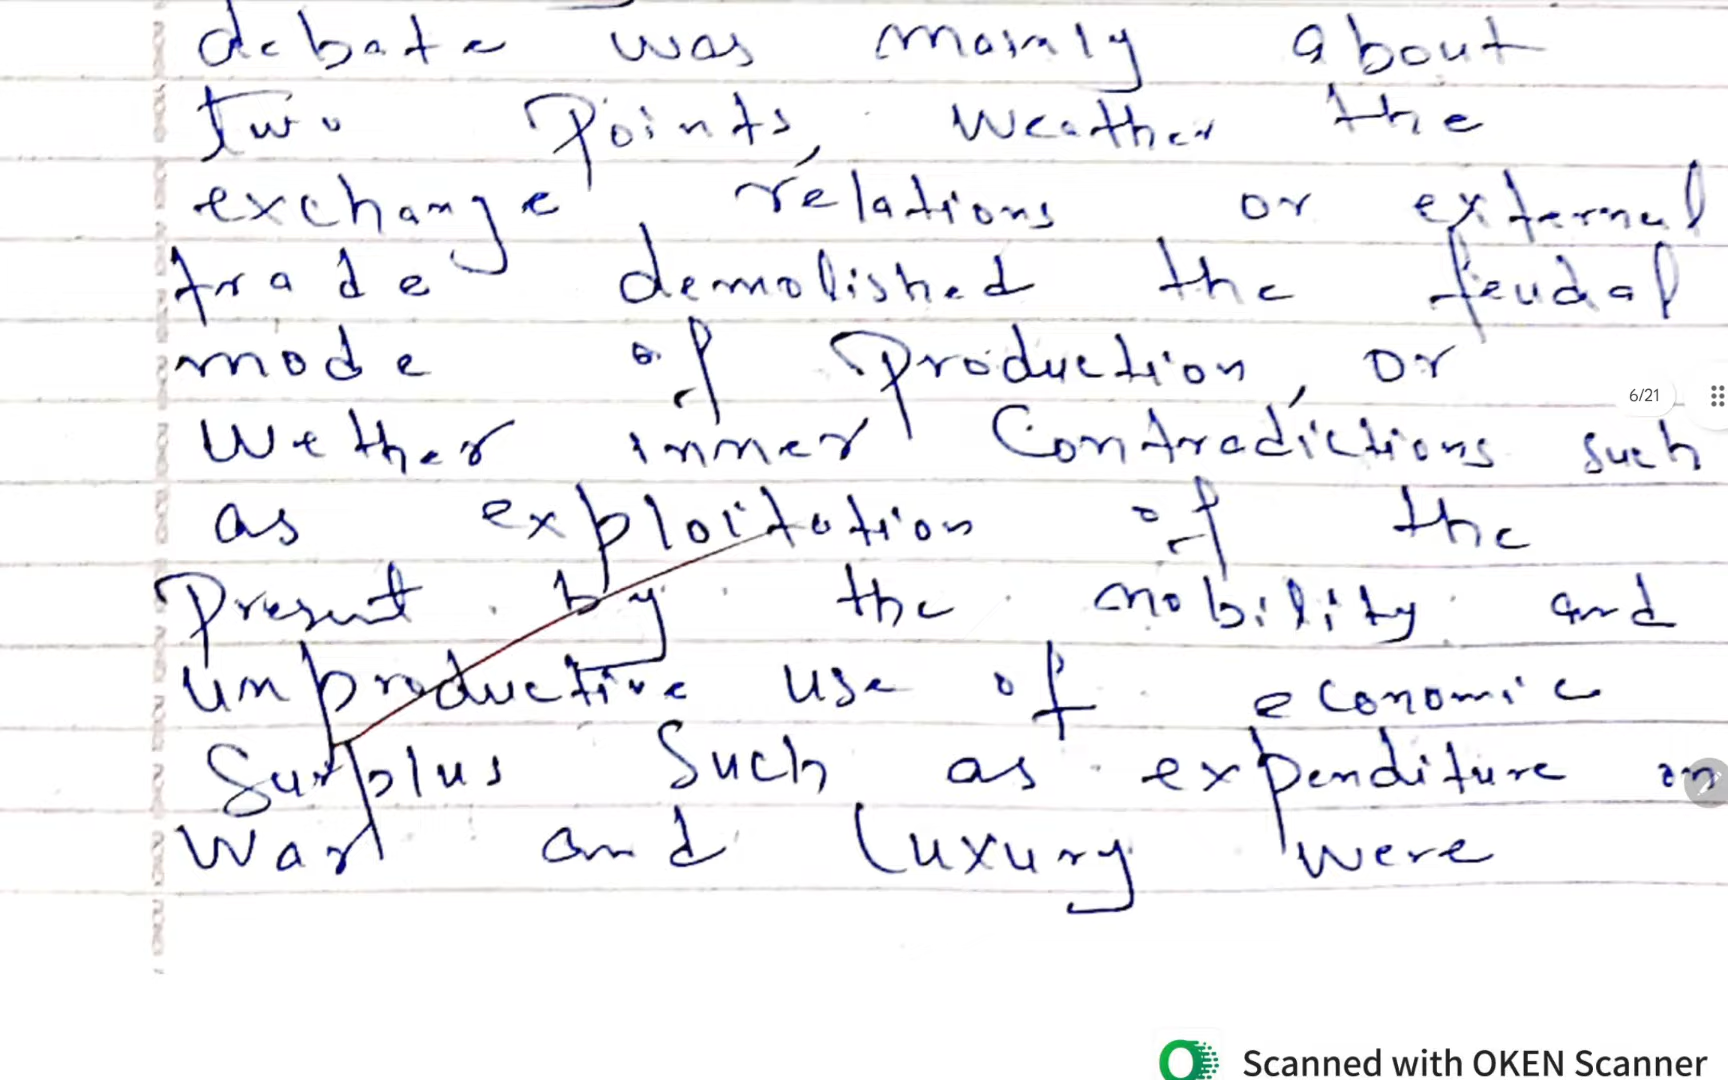 debate was mainly about
two Points, weather the
exchange relations or external
trade demolished the feudal
mode of Production, or
Wether inner Contradictions such
as exploitation of the
Present by the nobility and
unproductive use of economic
Surplus Such as expenditure on
War and luxury were
6/21
Scanned with OKEN Scanner